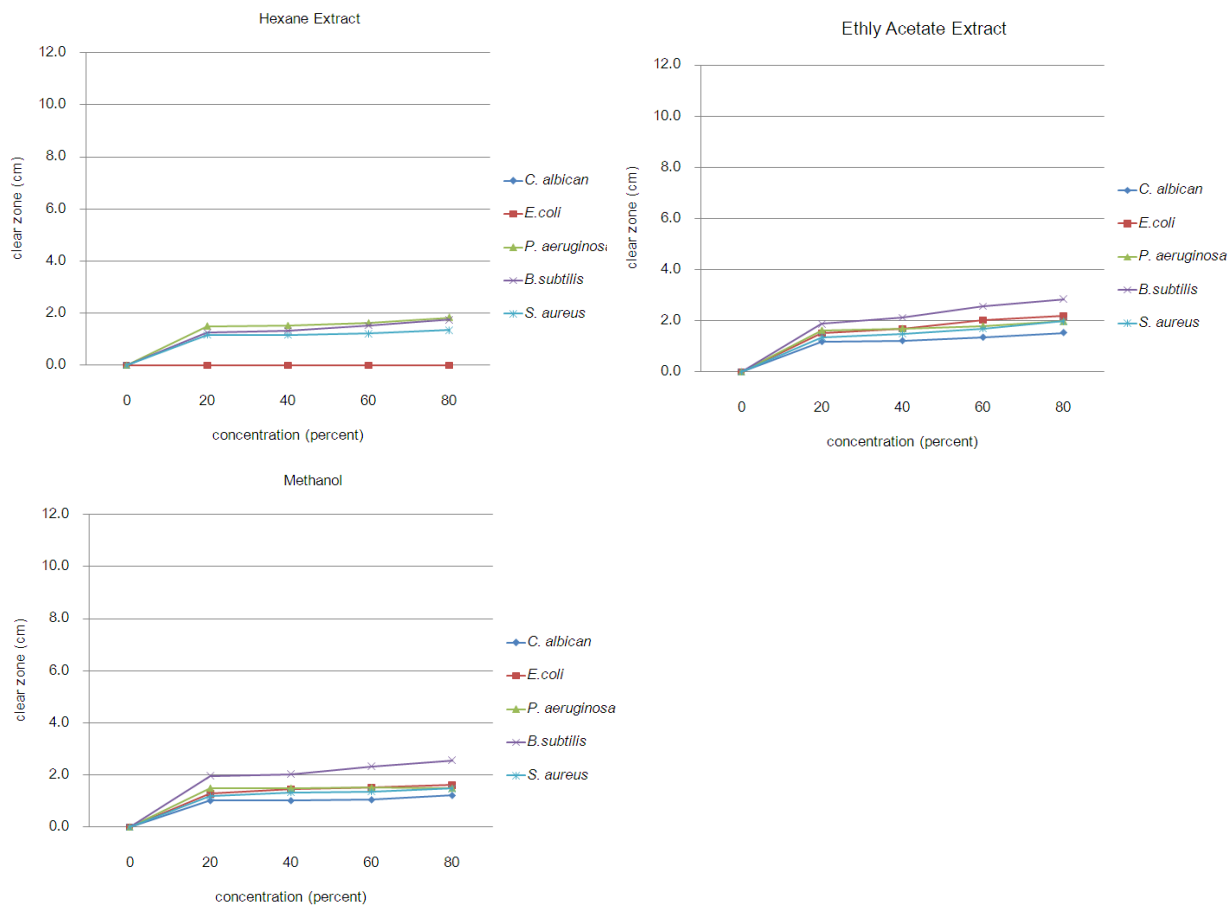 Hexane Extract
12.0
10.0
8.0
6.0
4.0
2.0
0.0
clear zone (cm)
0 20 40 60 80
concentration (percent)
C. albican
E.coli
P. aeruginosa
B.subtilis
S. aureus
Ethly Acetate Extract
12.0
10.0
8.0
6.0
4.0
2.0
0.0
clear zone (cm)
0 20 40 60 80
concentration (percent)
C. albican
E.coli
P. aeruginosa
B.subtilis
S. aureus
Methanol
12.0
10.0
8.0
6.0
4.0
2.0
0.0
clear zone (cm)
0 20 40 60 80
concentration (percent)
C. albican
E.coli
P. aeruginosa
B.subtilis
S. aureus